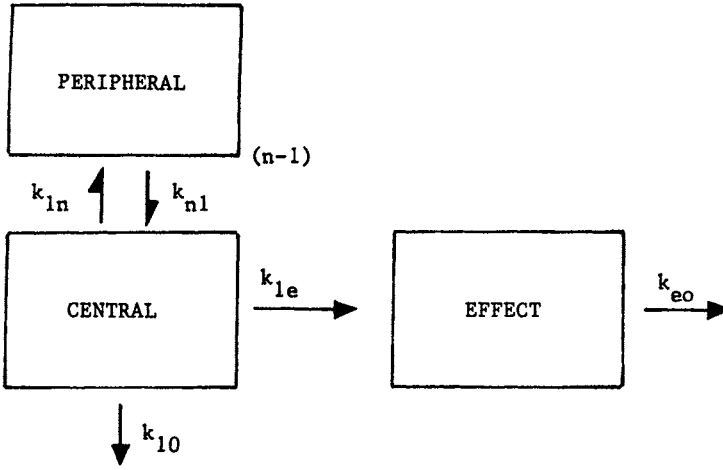 PERIPHERAL
(n-1)
k1n
kn1
CENTRAL
k1e
EFFECT
keo
k10